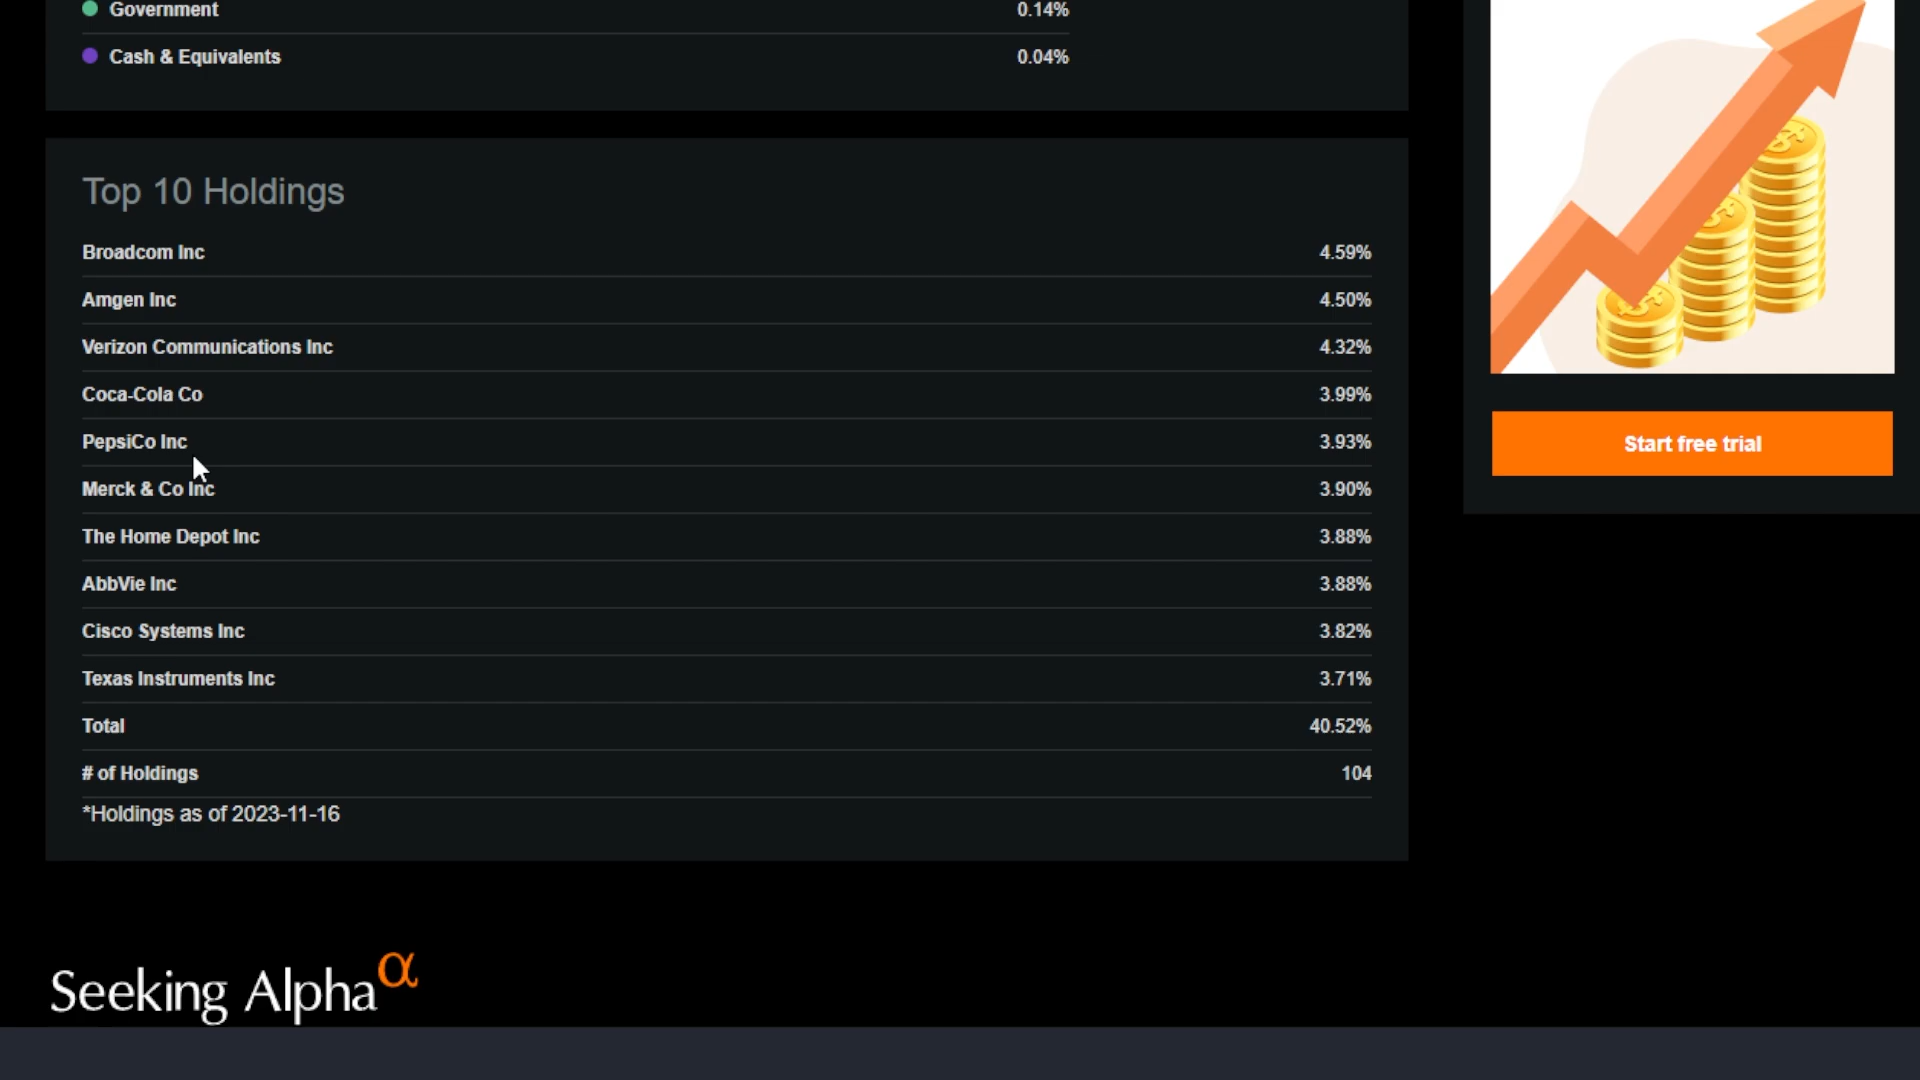 Government 0.14%
Cash & Equivalents 0.04%
Top 10 Holdings
Broadcom Inc 4.59%
Amgen Inc 4.50%
Verizon Communications Inc 4.32%
Coca-Cola Co 3.99%
PepsiCo Inc 3.93%
Merck & Co Inc 3.90%
The Home Depot Inc 3.88%
AbbVie Inc 3.88%
Cisco Systems Inc 3.82%
Texas Instruments Inc 3.71%
Total 40.52%
# of Holdings 104
*Holdings as of 2023-11-16
Start free trial
Seeking Alphaα